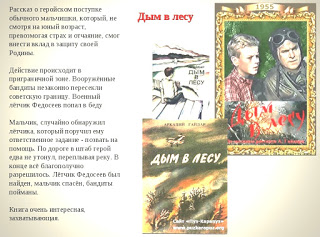 Рассказ о геройском поступке
обычного мальчишки, который, не
смотря на юный возраст,
превозмогая страх и отчаяние, смог
внести вклад в защиту своей
Родины.
Действие происходит в
приграничной зоне. Вооружённые
бандиты незаконно пересекли
советскую границу. Военный
лётчик Федосеев попал в беду
Мальчик, случайно обнаружил
лётчика, который поручил ему
ответственное задание - позвать на
помощь. По дороге в штаб герой
едва не утонул, переплывая реку. В
конце всё благополучно
разрешилось. Лётчик Федосеев был
найден, мальчик спасён, бандиты
пойманы.
Книга очень интересная,
захватывающая.
Дым в лесу
ДЫМ
В
ЛЕСУ
1955
Дым
в Лесу
АРКАДИЙ ГАЙДАР
ДЫМ В ЛЕСУ